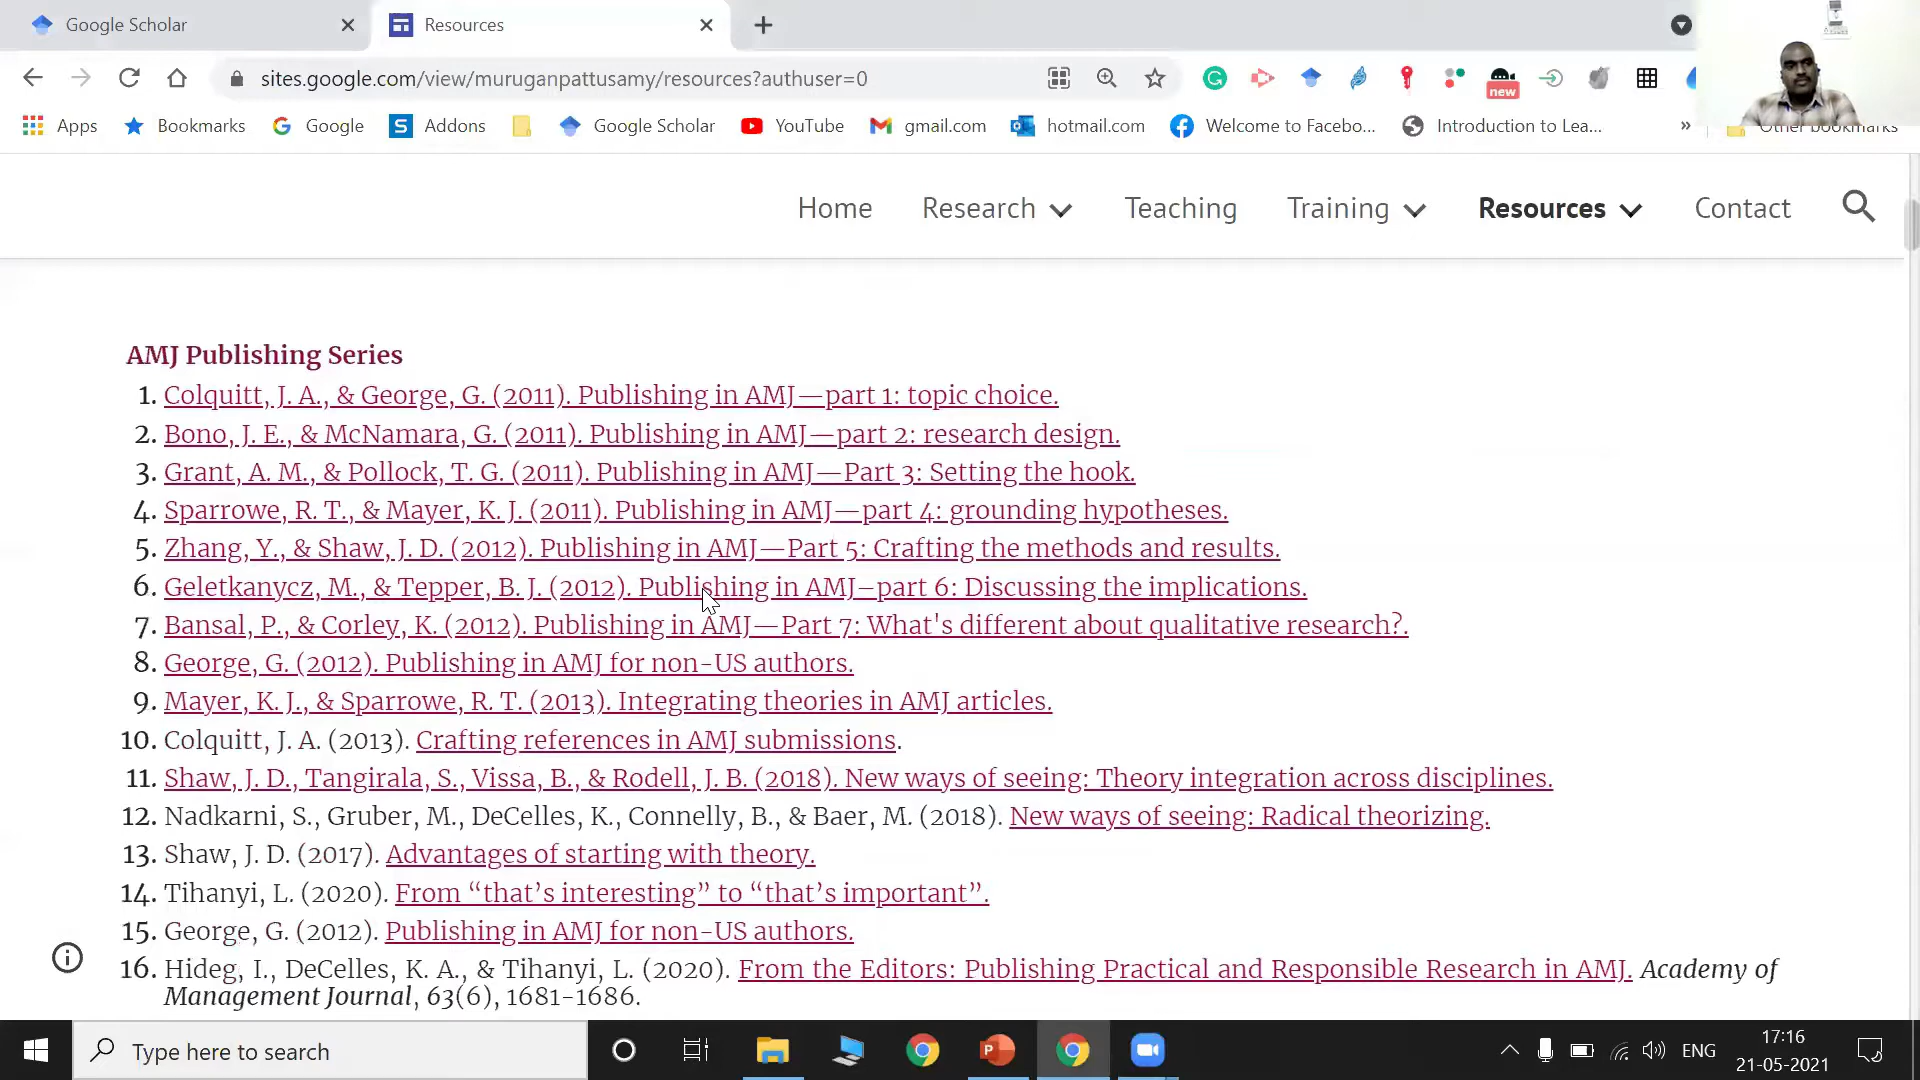 Google Scholar
Resources
sites.google.com/view/muruganpattusamy/resources?authuser=0
new
Apps
Bookmarks
Google
Addons
Google Scholar
YouTube
gmail.com
hotmail.com
Welcome to Facebo...
Introduction to Lea...
»
Other bookmarks
Home
Research
Teaching
Training
Resources
Contact
AMJ Publishing Series
1. Colquitt, J. A., & George, G. (2011). Publishing in AMJ—part 1: topic choice.
2. Bono, J. E., & McNamara, G. (2011). Publishing in AMJ—part 2: research design.
3. Grant, A. M., & Pollock, T. G. (2011). Publishing in AMJ—Part 3: Setting the hook.
4. Sparrowe, R. T., & Mayer, K. J. (2011). Publishing in AMJ—part 4: grounding hypotheses.
5. Zhang, Y., & Shaw, J. D. (2012). Publishing in AMJ—Part 5: Crafting the methods and results.
6. Geletkanycz, M., & Tepper, B. J. (2012). Publishing in AMJ–part 6: Discussing the implications.
7. Bansal, P., & Corley, K. (2012). Publishing in AMJ—Part 7: What's different about qualitative research?.
8. George, G. (2012). Publishing in AMJ for non-US authors.
9. Mayer, K. J., & Sparrowe, R. T. (2013). Integrating theories in AMJ articles.
10. Colquitt, J. A. (2013). Crafting references in AMJ submissions.
11. Shaw, J. D., Tangirala, S., Vissa, B., & Rodell, J. B. (2018). New ways of seeing: Theory integration across disciplines.
12. Nadkarni, S., Gruber, M., DeCelles, K., Connelly, B., & Baer, M. (2018). New ways of seeing: Radical theorizing.
13. Shaw, J. D. (2017). Advantages of starting with theory.
14. Tihanyi, L. (2020). From “that’s interesting” to “that’s important”.
15. George, G. (2012). Publishing in AMJ for non-US authors.
16. Hideg, I., DeCelles, K. A., & Tihanyi, L. (2020). From the Editors: Publishing Practical and Responsible Research in AMJ. Academy of
Management Journal, 63(6), 1681-1686.
Type here to search
ENG
17:16
21-05-2021